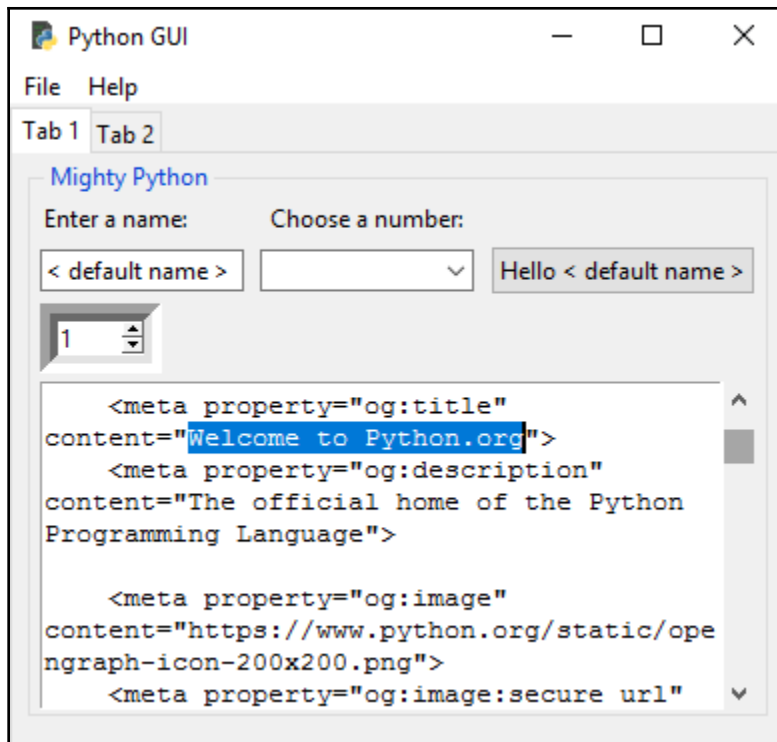 Python GUI
File Help
Tab 1 Tab 2
Mighty Python
Enter a name: Choose a number:
< default name > Hello < default name >
1
<meta property="og:title"
content="Welcome to Python.org">
<meta property="og:description"
content="The official home of the Python
Programming Language">
<meta property="og:image"
content="https://www.python.org/static/ope
ngraph-icon-200x200.png">
<meta property="og:image:secure url"